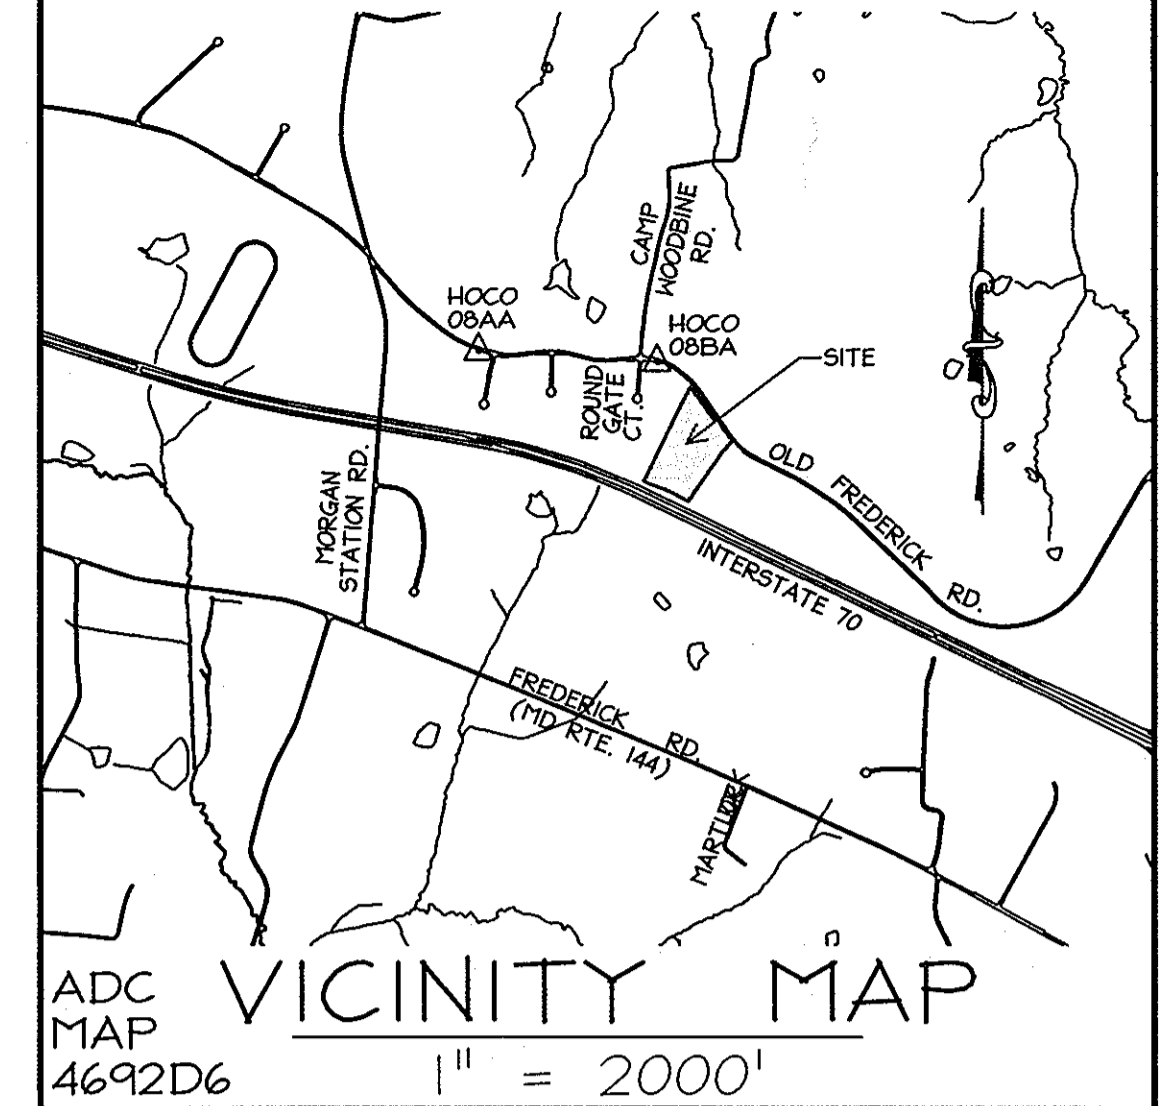 CAMP
WOODBINE
RD.
HOCO
08AA
HOCO
08BA
SITE
ROUND
GATE
CT.
OLD FREDERICK RD.
MORGAN
STATION RD.
INTERSTATE 70
FREDERICK RD.
(MD RTE. 144)
VICINITY MAP
1" = 2000'
ADC
MAP
4692D6